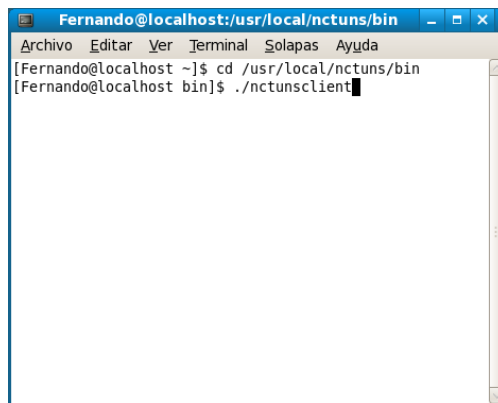 Fernando@localhost:/usr/local/nctuns/bin
Archivo Editar Ver Terminal Solapas Ayuda
[Fernando@localhost ~]$ cd /usr/local/nctuns/bin
[Fernando@localhost bin]$ ./nctunsclient